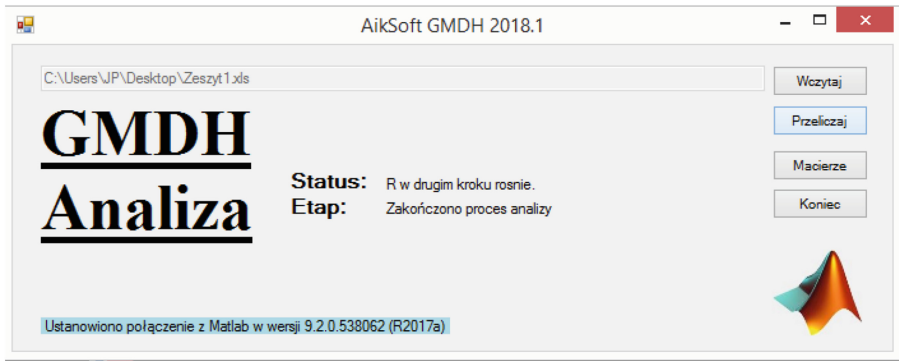 AikSoft GMDH 2018.1
C:\Users\JP\Desktop\Zeszyt1.xls
Wczytaj
GMDH
Analiza
Przeliczaj
Status: R w drugim kroku rosnie.
Etap: Zakończono proces analizy
Macierze
Koniec
Ustanowiono połączenie z Matlab w wersji 9.2.0.538062 (R2017a)